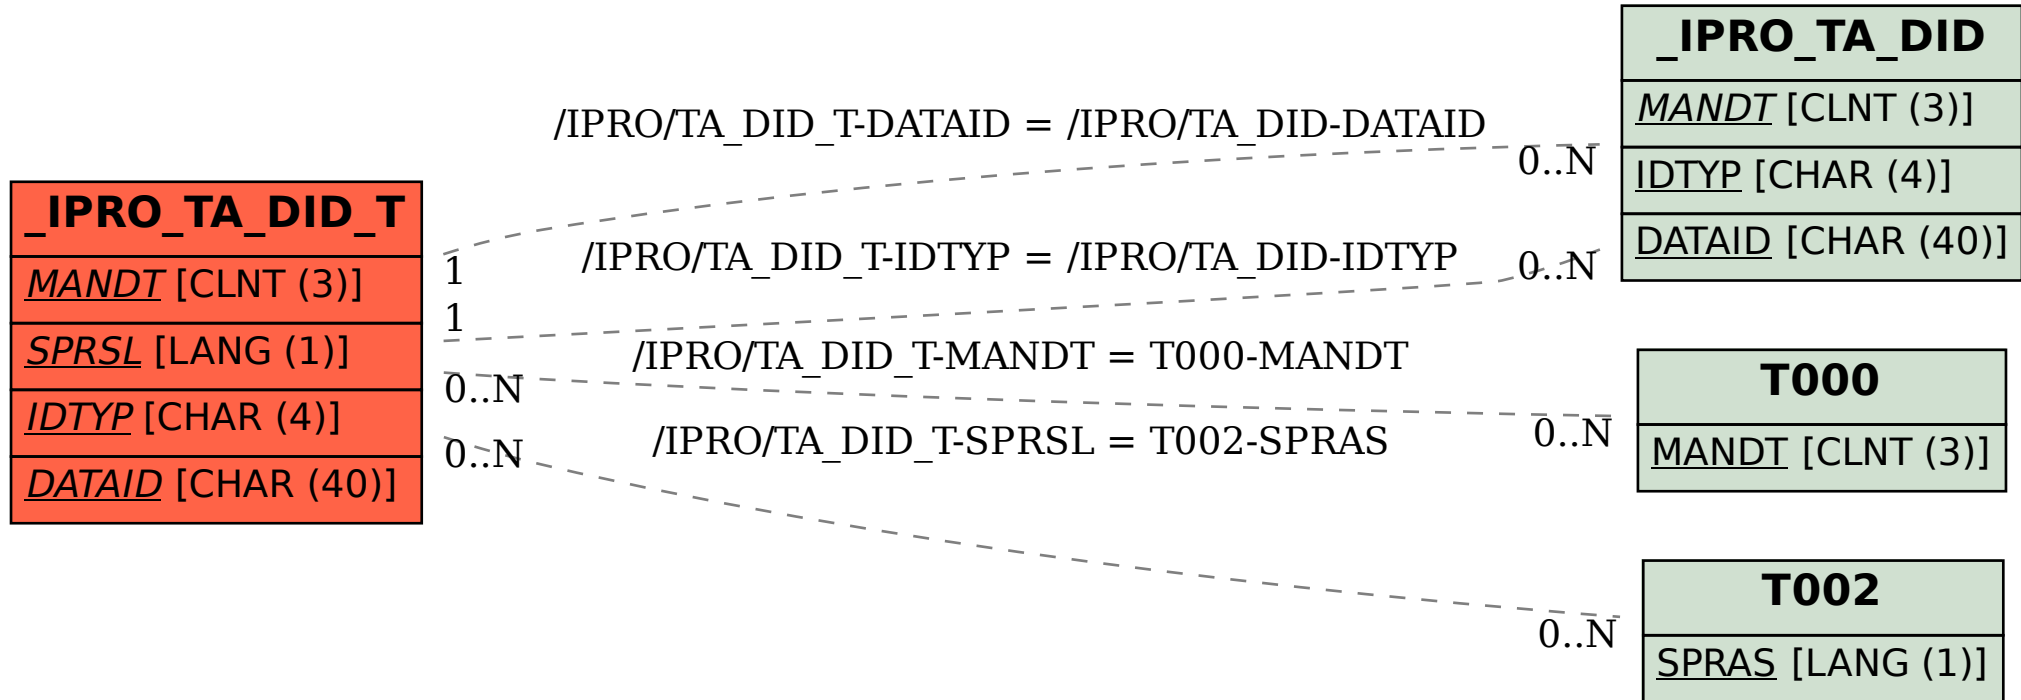 _IPRO_TA_DID_T
MANDT [CLNT (3)]
SPRSL [LANG (1)]
IDTYP [CHAR (4)]
DATAID [CHAR (40)]
/IPRO/TA_DID_T-DATAID = /IPRO/TA_DID-DATAID
0..N
1
/IPRO/TA_DID_T-IDTYP = /IPRO/TA_DID-IDTYP
0..N
1
/IPRO/TA_DID_T-MANDT = T000-MANDT
0..N
0..N
/IPRO/TA_DID_T-SPRSL = T002-SPRAS
0..N
0..N
_IPRO_TA_DID
MANDT [CLNT (3)]
IDTYP [CHAR (4)]
DATAID [CHAR (40)]
T000
MANDT [CLNT (3)]
T002
SPRAS [LANG (1)]